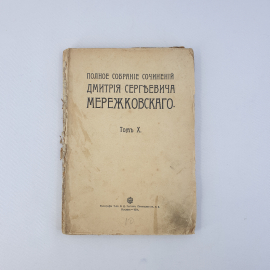 ПОЛНОЕ СОБРАНІЕ СОЧИНЕНІЙ
ДМИТРІЯ СЕРГѢЕВИЧА
МЕРЕЖКОВСКАГО.
Томъ X.